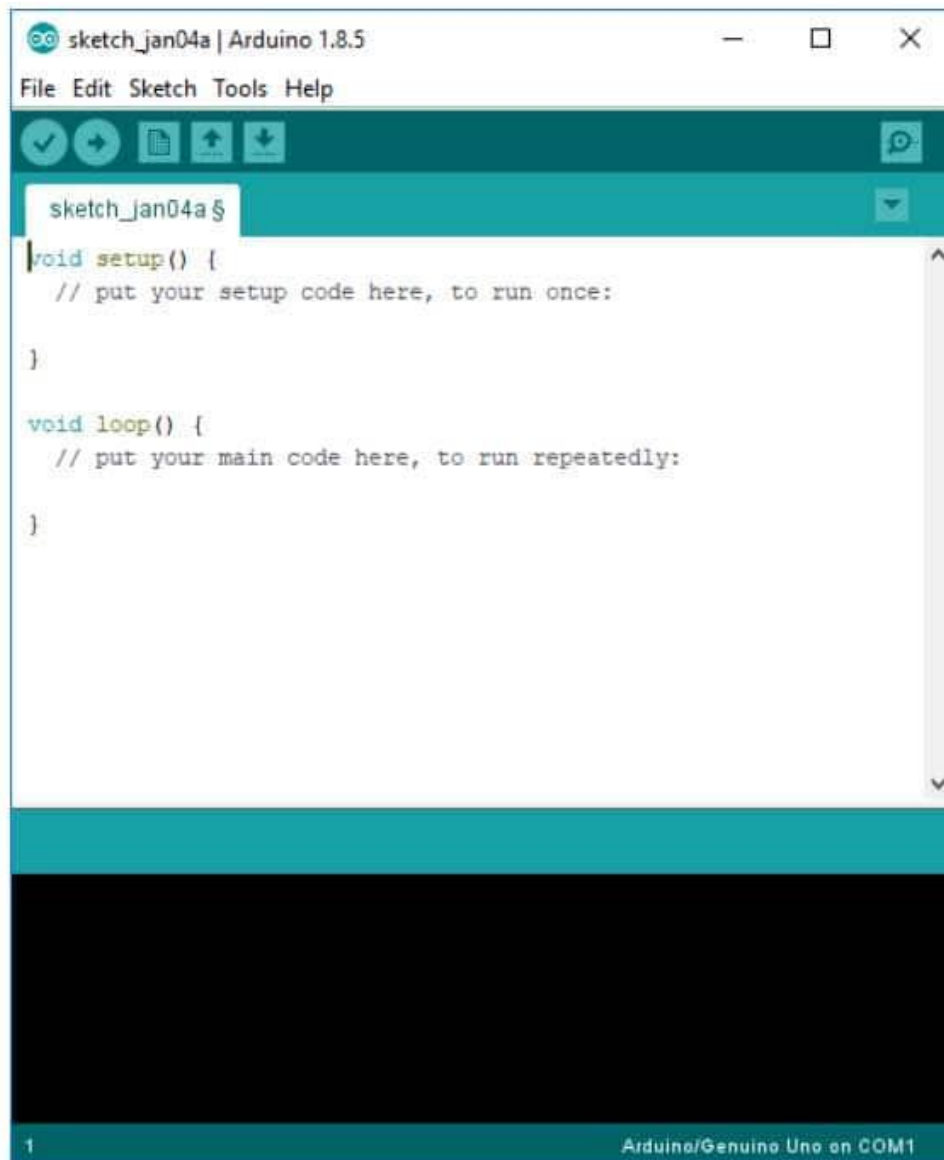 sketch_jan04a | Arduino 1.8.5
File Edit Sketch Tools Help
sketch_jan04a §
void setup() {
  // put your setup code here, to run once:
}
void loop() {
  // put your main code here, to run repeatedly:
}
1 Arduino/Genuino Uno on COM1